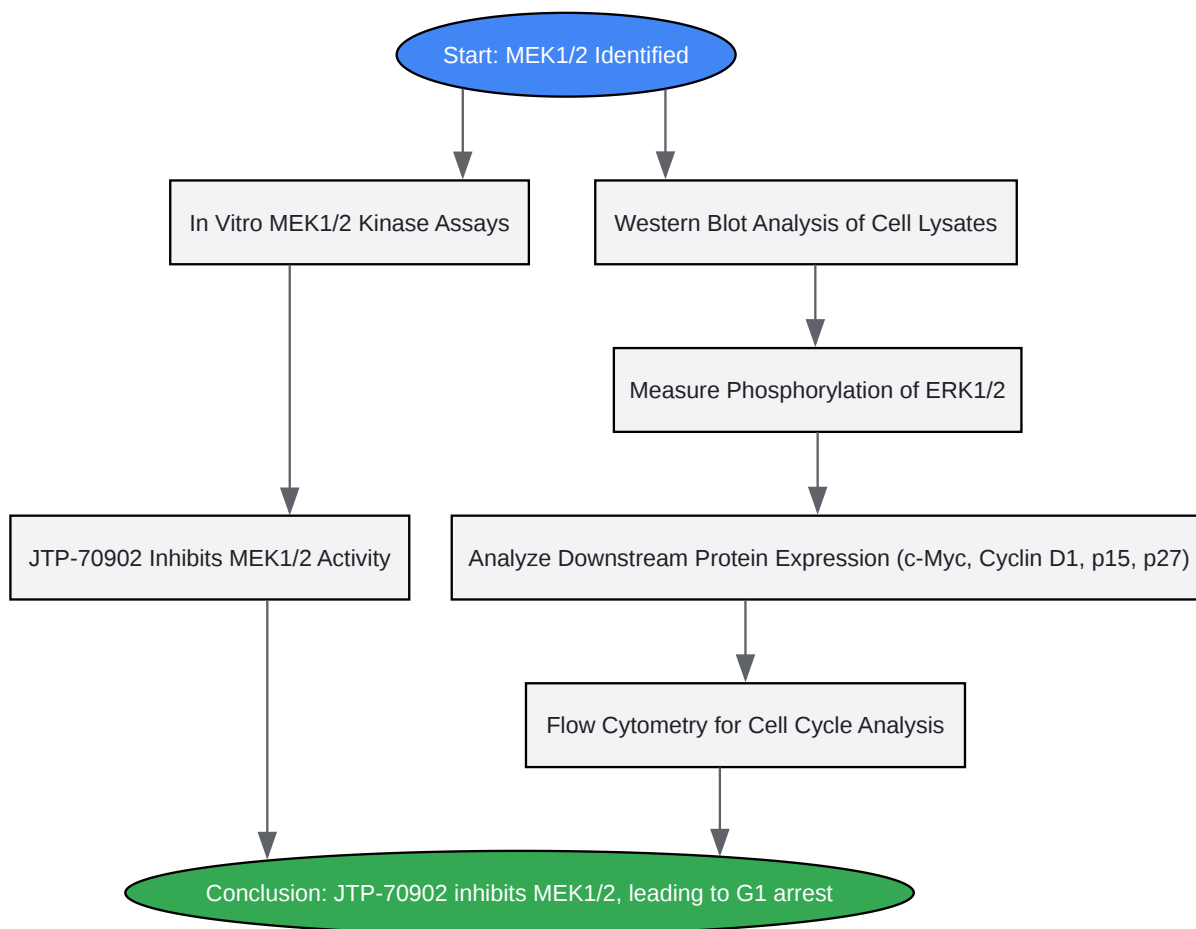 Start: MEK1/2 Identified
In Vitro MEK1/2 Kinase Assays
Western Blot Analysis of Cell Lysates
Measure Phosphorylation of ERK1/2
JTP-70902 Inhibits MEK1/2 Activity
Analyze Downstream Protein Expression (c-Myc, Cyclin D1, p15, p27)
Flow Cytometry for Cell Cycle Analysis
Conclusion: JTP-70902 inhibits MEK1/2, leading to G1 arrest